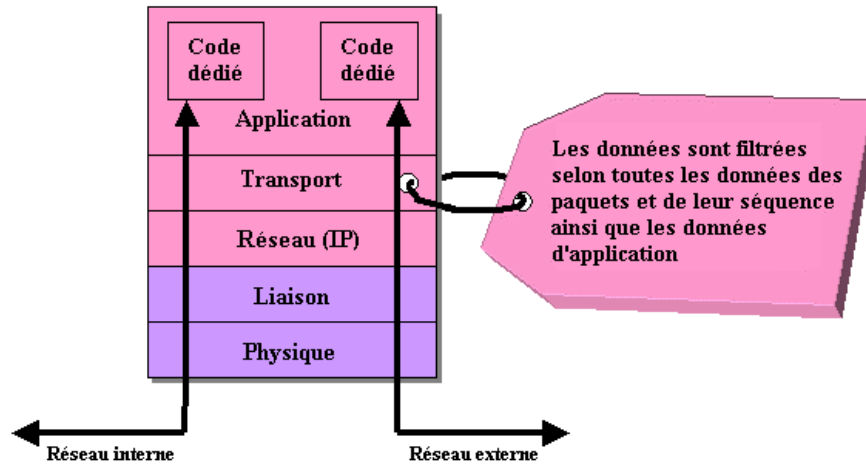 Code
dédié
Code
dédié
Application
Transport
Réseau (IP)
Liaison
Physique
Les données sont filtrées
selon toutes les données des
paquets et de leur séquence
ainsi que les données
d'application
Réseau interne
Réseau externe